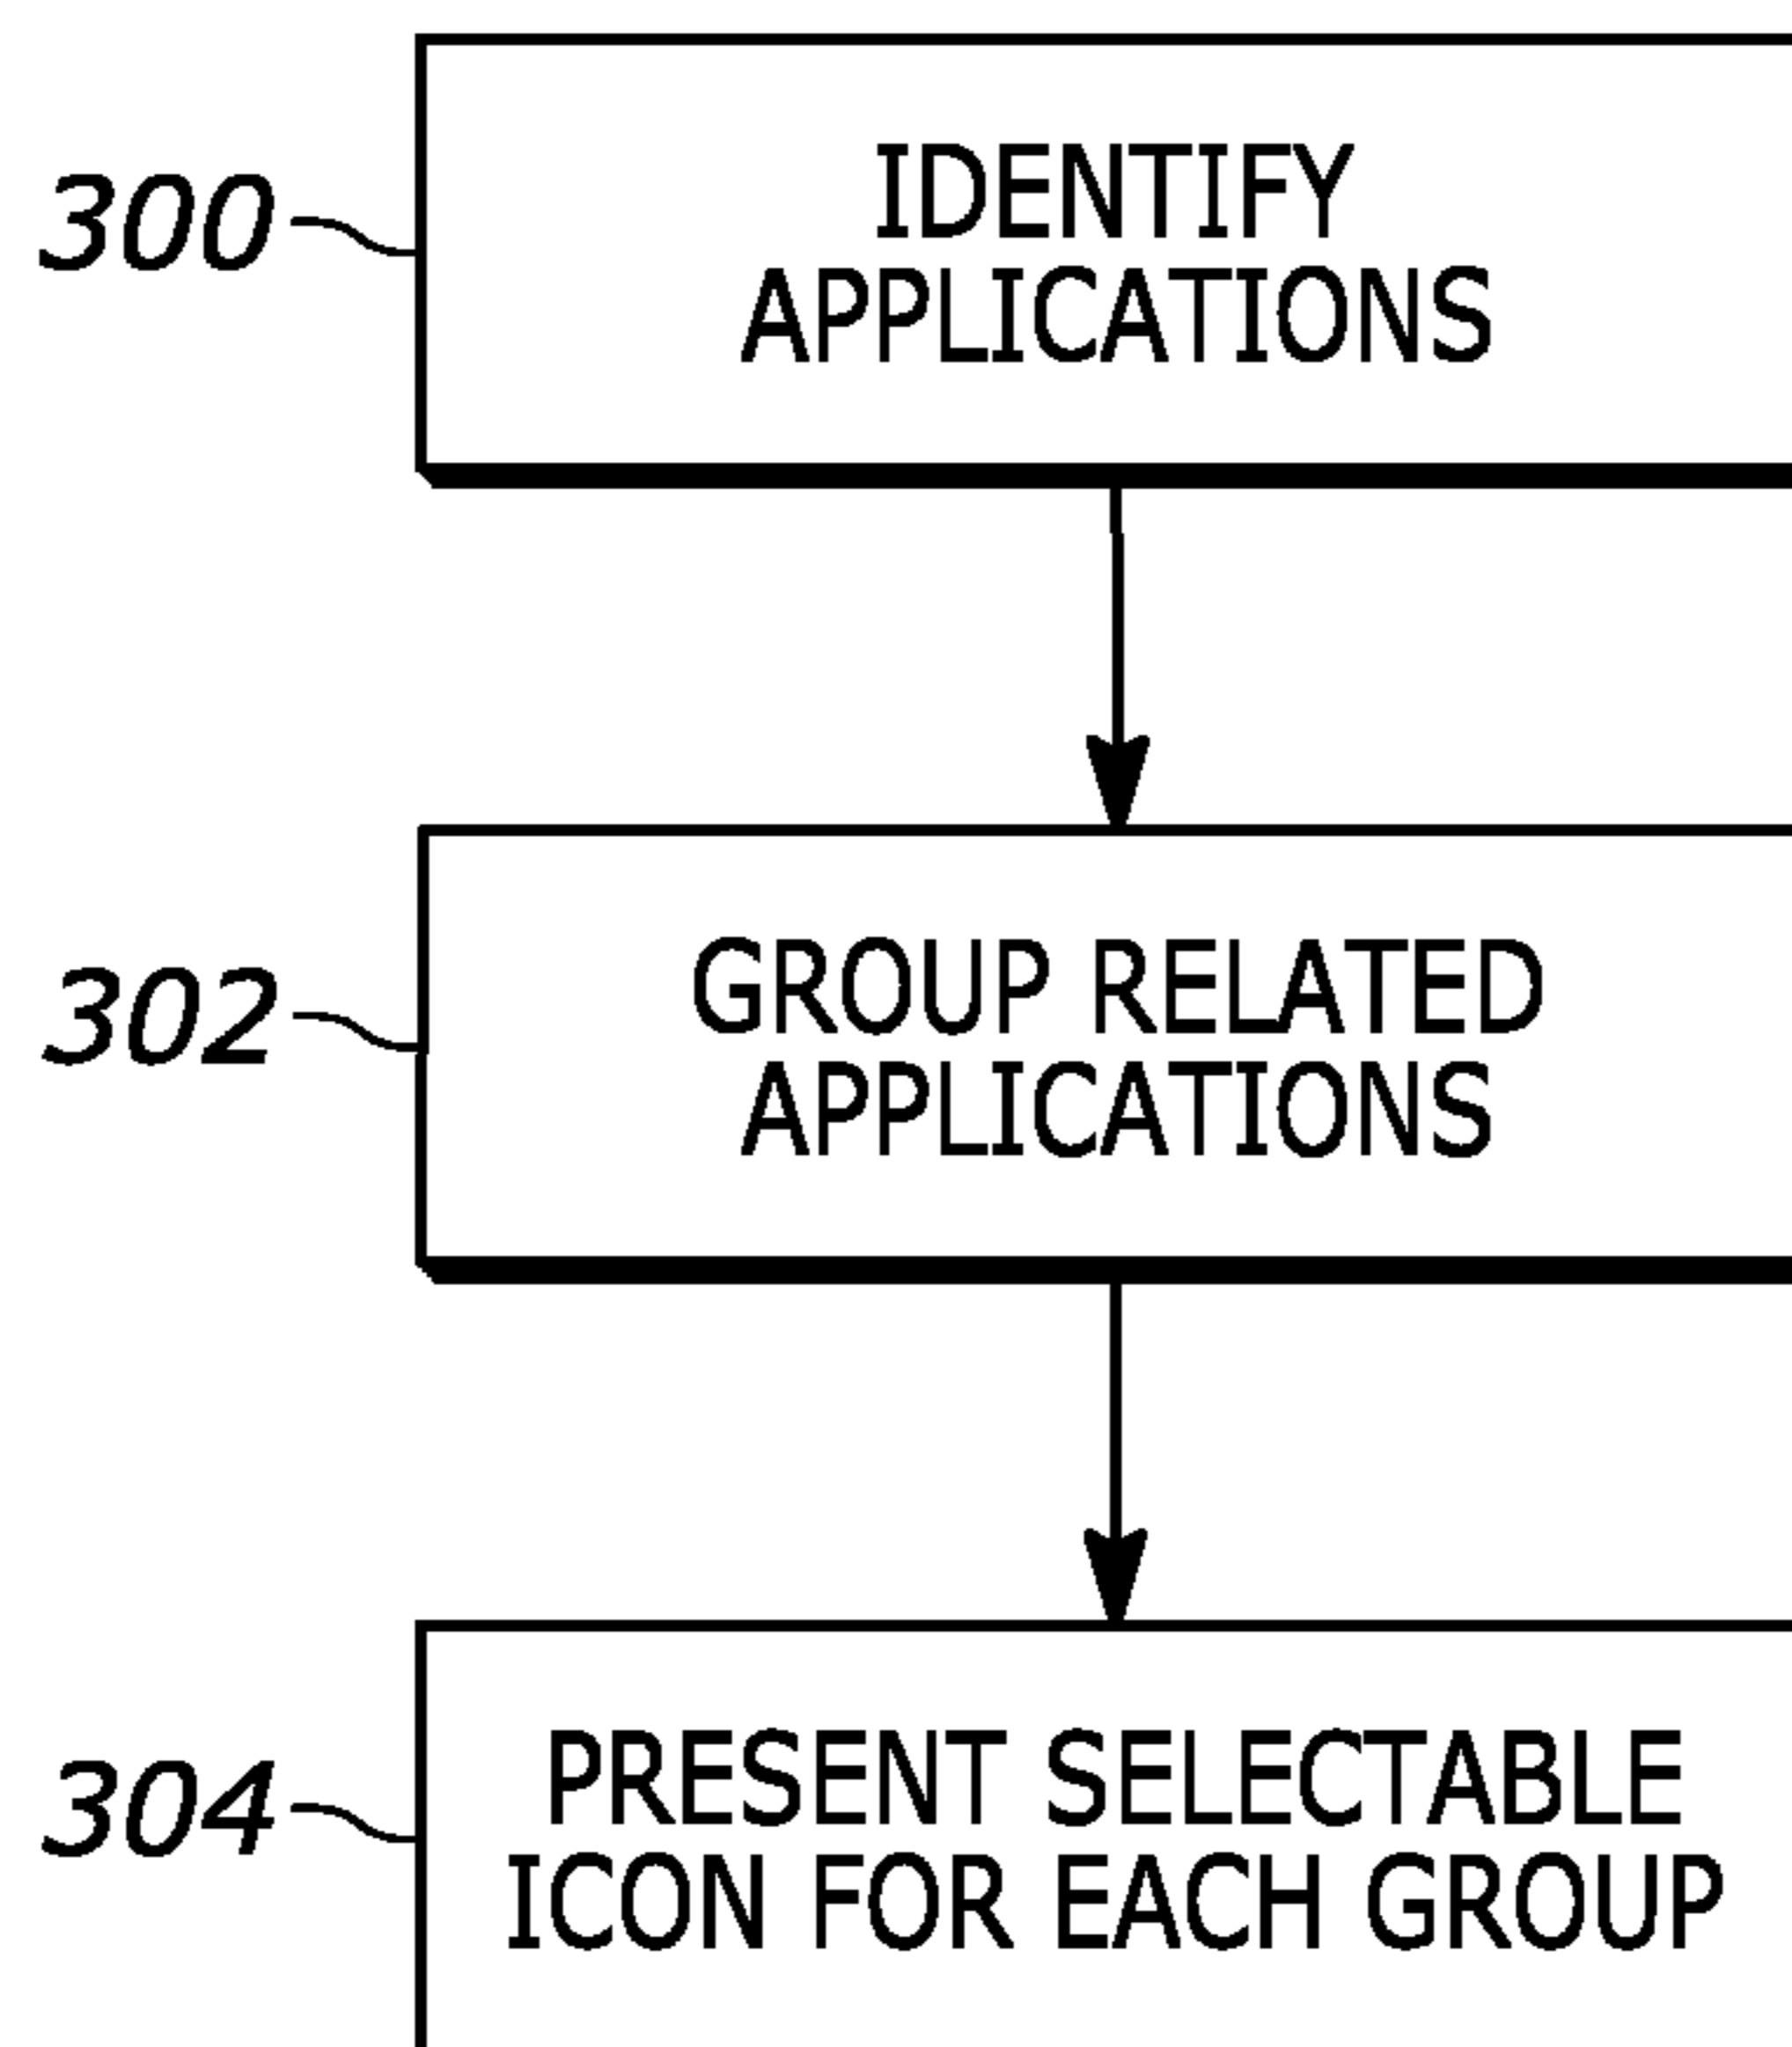 300
IDENTIFY
APPLICATIONS
302
GROUP RELATED
APPLICATIONS
304
PRESENT SELECTABLE
ICON FOR EACH GROUP